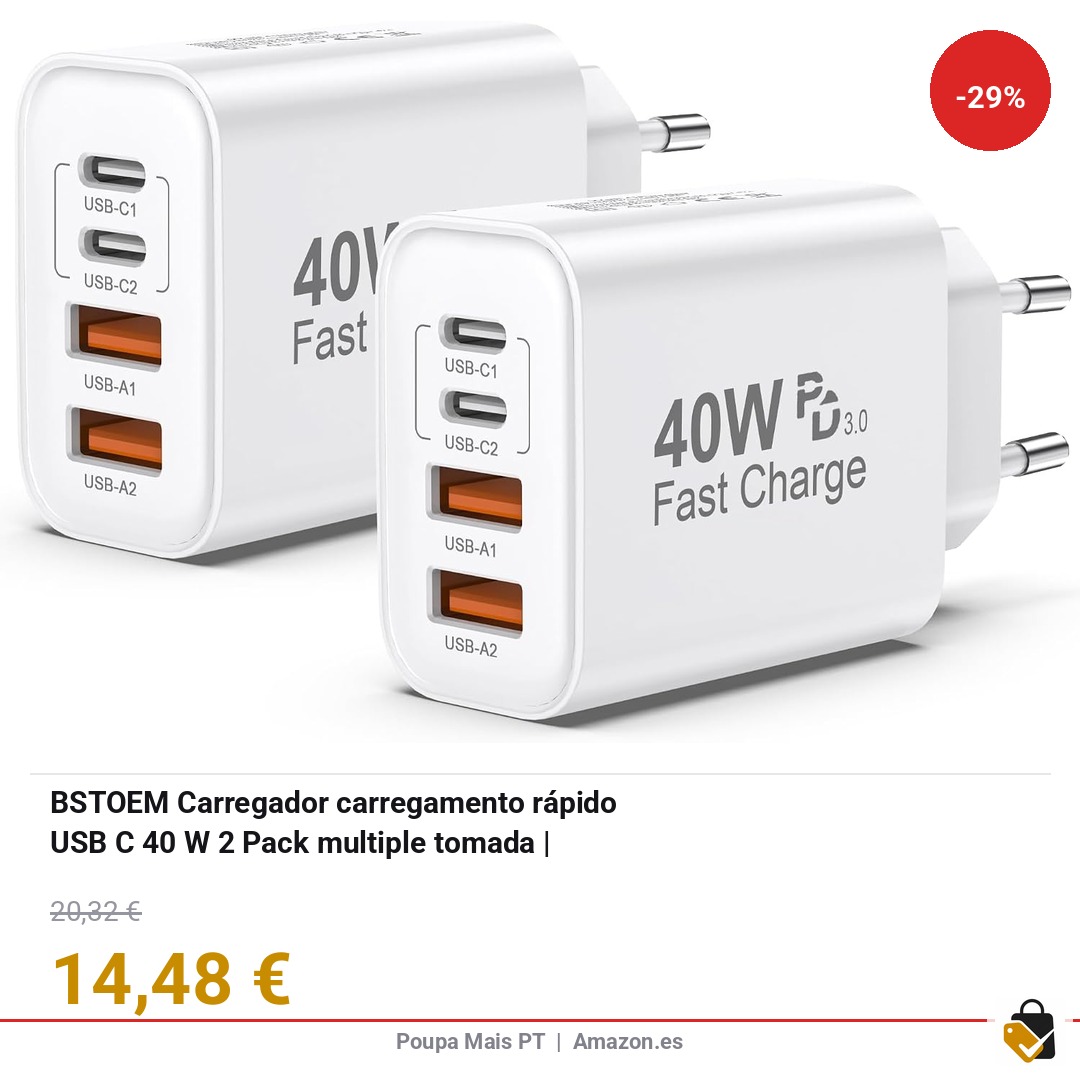 -29%
USB-C1
USB-C2
USB-A1
USB-A2
40W
Fast
USB-C1
USB-C2
USB-A1
USB-A2
40W PD 3.0
Fast Charge
BSTOEM Carregador carregamento rápido
USB C 40 W 2 Pack multiple tomada |
20,32 €
14,48 €
Poupa Mais PT | Amazon.es